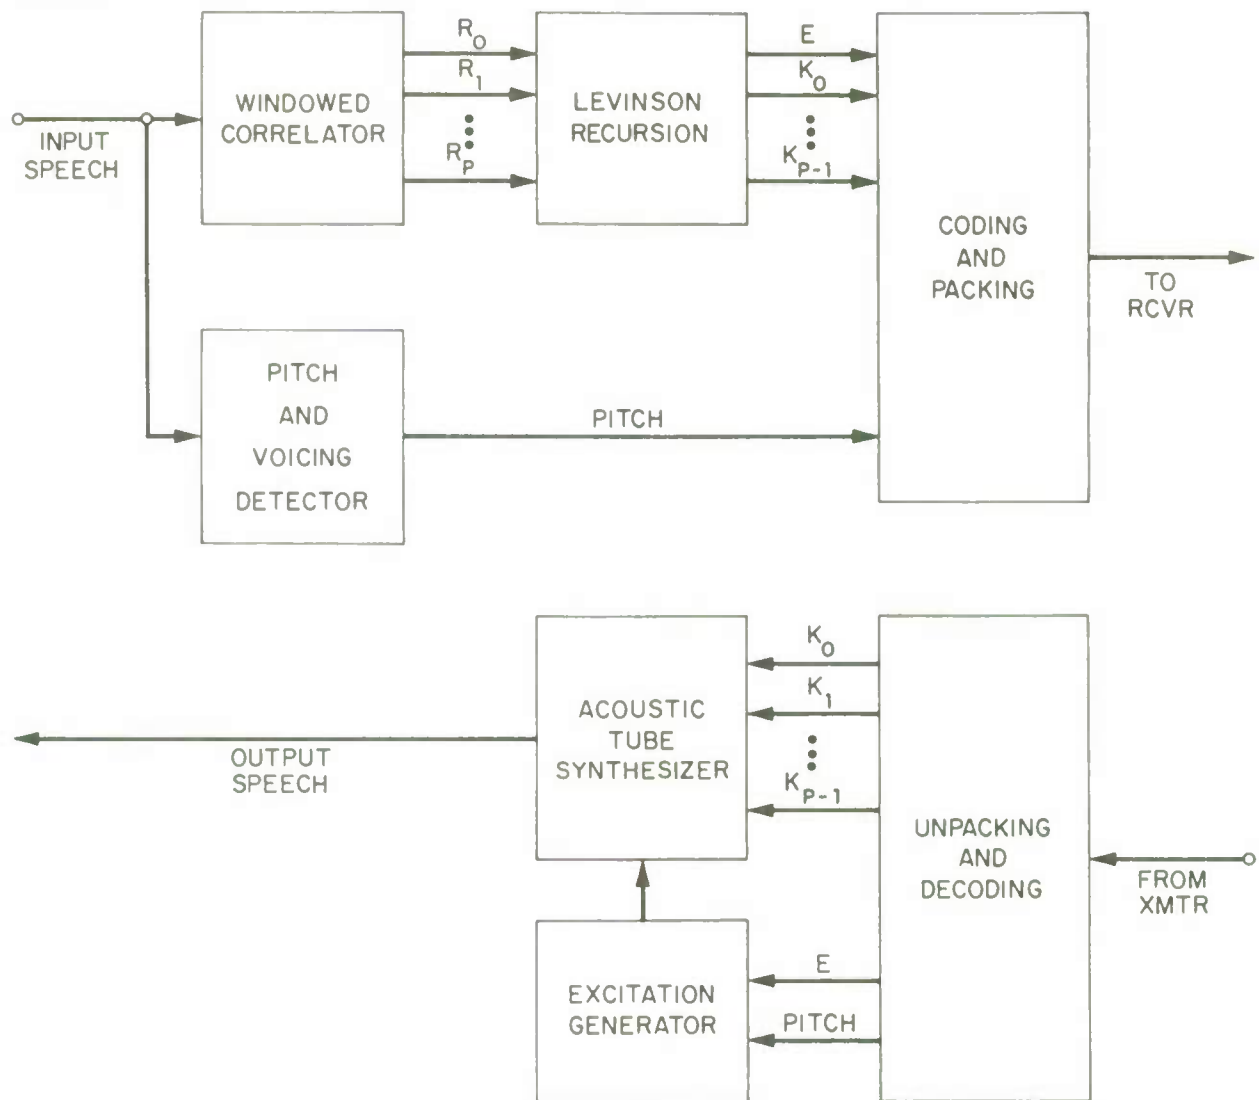 INPUT
SPEECH
WINDOWED
CORRELATOR
R0
R1
RP
LEVINSON
RECURSION
E
K0
KP-1
CODING
AND
PACKING
TO
RCVR
PITCH
AND
VOICING
DETECTOR
PITCH
OUTPUT
SPEECH
ACOUSTIC
TUBE
SYNTHESIZER
K0
K1
KP-1
UNPACKING
AND
DECODING
FROM
XMTR
EXCITATION
GENERATOR
E
PITCH